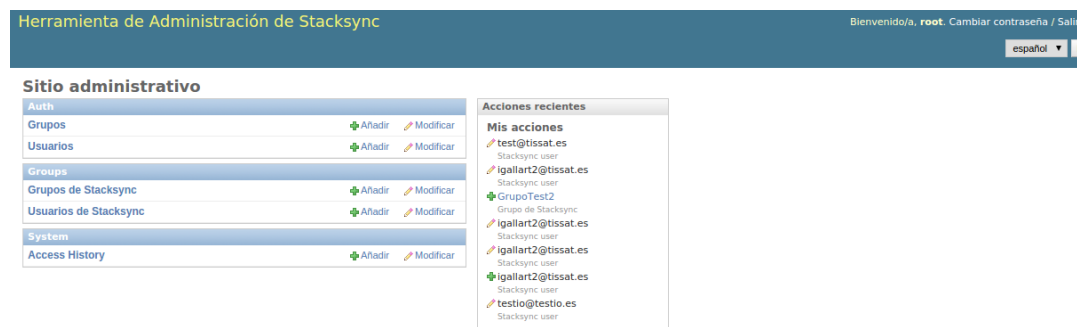 Herramienta de Administración de Stacksync
Bienvenido/a, root. Cambiar contraseña / Salir
español
Sitio administrativo
Auth
Grupos Añadir Modificar
Usuarios Añadir Modificar
Groups
Grupos de Stacksync Añadir Modificar
Usuarios de Stacksync Añadir Modificar
System
Access History Añadir Modificar
Acciones recientes
Mis acciones
test@tissat.es
Stacksync user
igallart2@tissat.es
Stacksync user
GrupoTest2
Grupo de Stacksync
igallart2@tissat.es
Stacksync user
igallart2@tissat.es
Stacksync user
igallart2@tissat.es
Stacksync user
testio@testio.es
Stacksync user